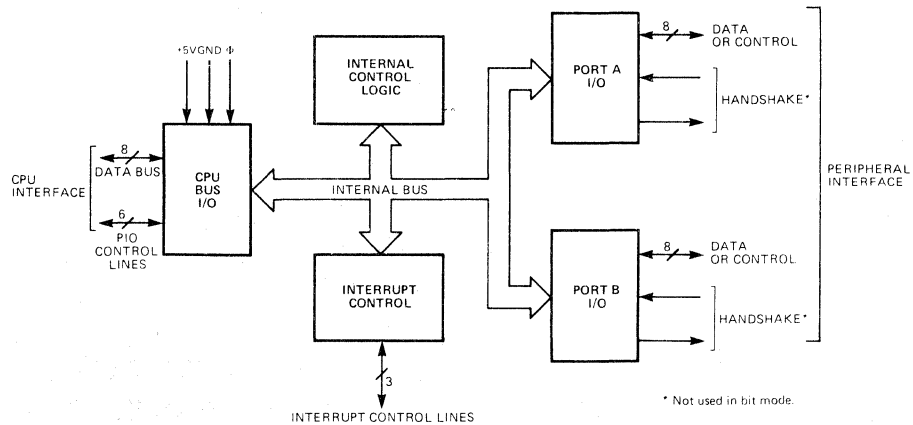 +5V GND Φ
INTERNAL
CONTROL
LOGIC
PORT A
I/O
8
DATA
OR CONTROL
HANDSHAKE*
CPU
INTERFACE
8
DATA BUS
6
PIO
CONTROL
LINES
CPU
BUS
I/O
INTERNAL BUS
PERIPHERAL
INTERFACE
INTERRUPT
CONTROL
3
INTERRUPT CONTROL LINES
PORT B
I/O
8
DATA
OR CONTROL
HANDSHAKE*
* Not used in bit mode.